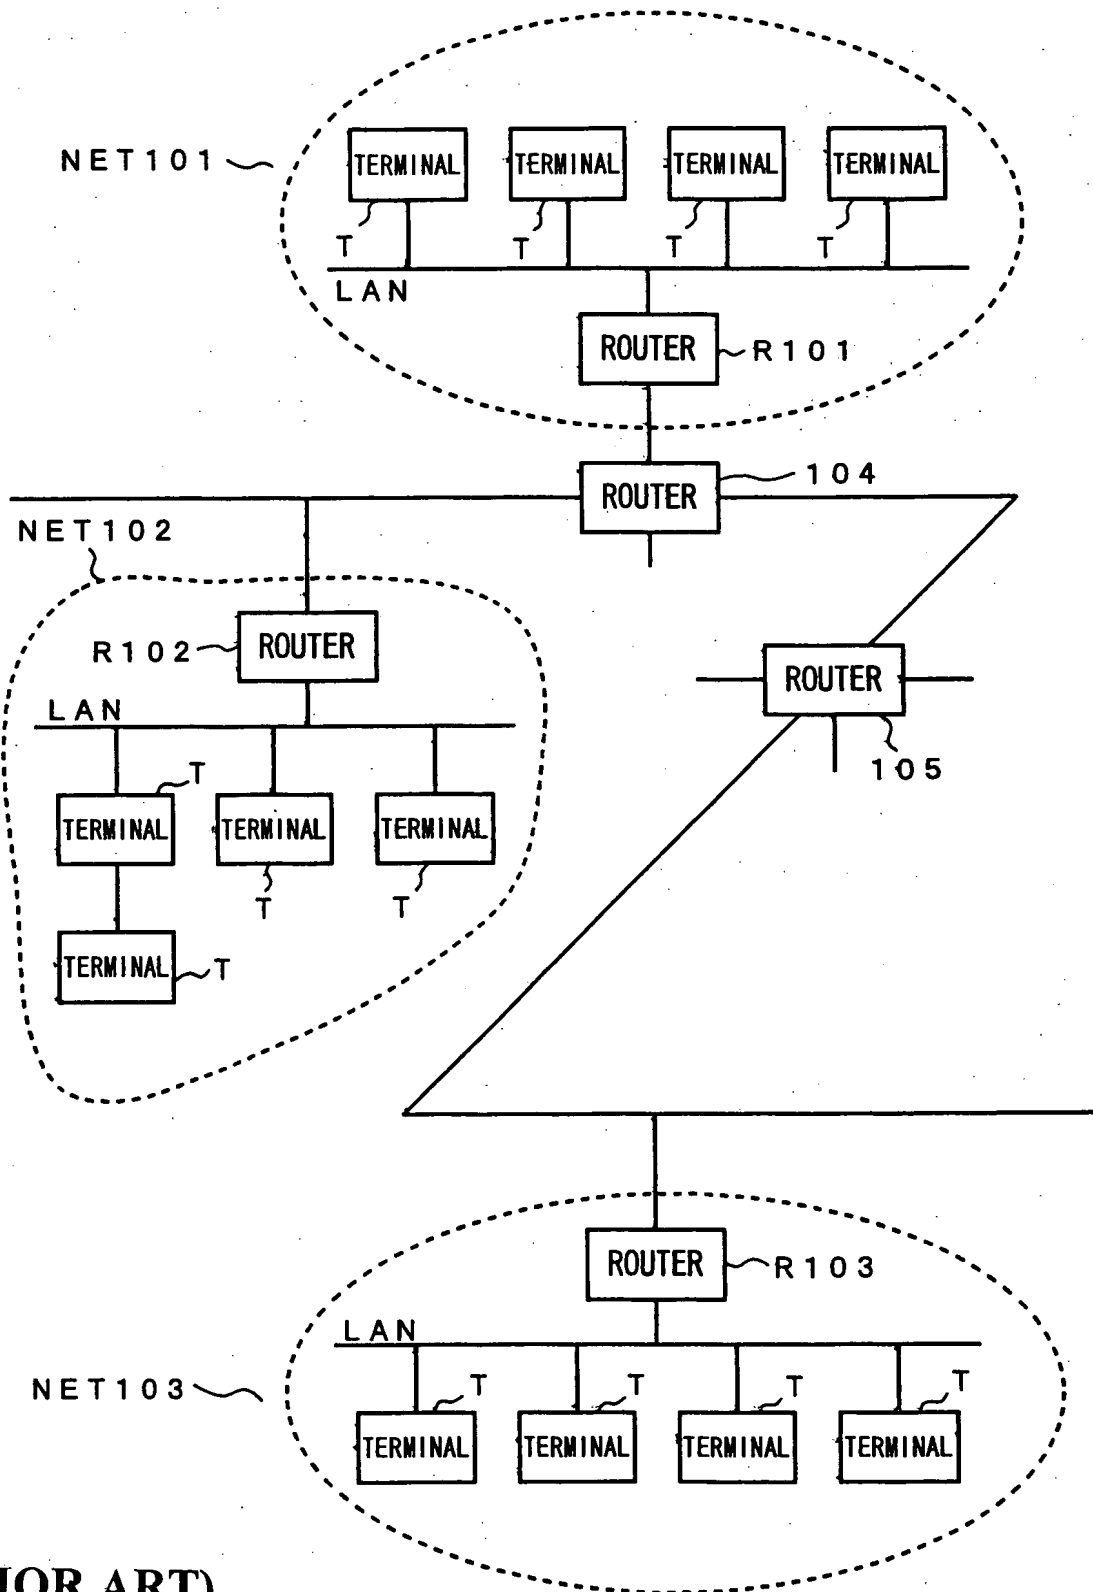 NET101
TERMINAL TERMINAL TERMINAL TERMINAL
T T T T
LAN
ROUTER R101
ROUTER 104
NET102
R102 ROUTER
ROUTER
105
LAN
T
TERMINAL TERMINAL TERMINAL
T T
TERMINAL T
ROUTER R103
LAN
NET103
T T T T
TERMINAL TERMINAL TERMINAL TERMINAL
IOR ART)